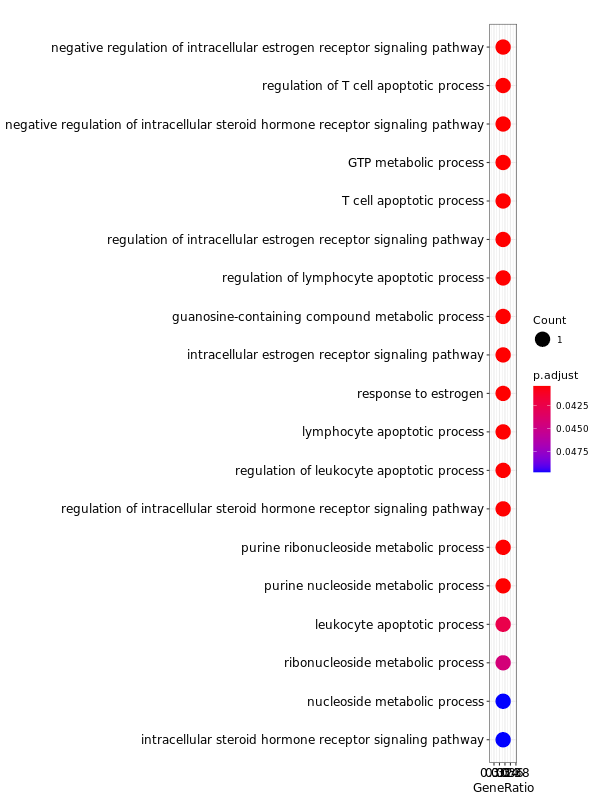 negative regulation of intracellular estrogen receptor signaling pathway
regulation of T cell apoptotic process
negative regulation of intracellular steroid hormone receptor signaling pathway
GTP metabolic process
T cell apoptotic process
regulation of intracellular estrogen receptor signaling pathway
regulation of lymphocyte apoptotic process
guanosine-containing compound metabolic process
intracellular estrogen receptor signaling pathway
response to estrogen
lymphocyte apoptotic process
regulation of leukocyte apoptotic process
regulation of intracellular steroid hormone receptor signaling pathway
purine ribonucleoside metabolic process
purine nucleoside metabolic process
leukocyte apoptotic process
ribonucleoside metabolic process
nucleoside metabolic process
intracellular steroid hormone receptor signaling pathway
GeneRatio
Count
1
p.adjust
0.0425
0.0450
0.0475